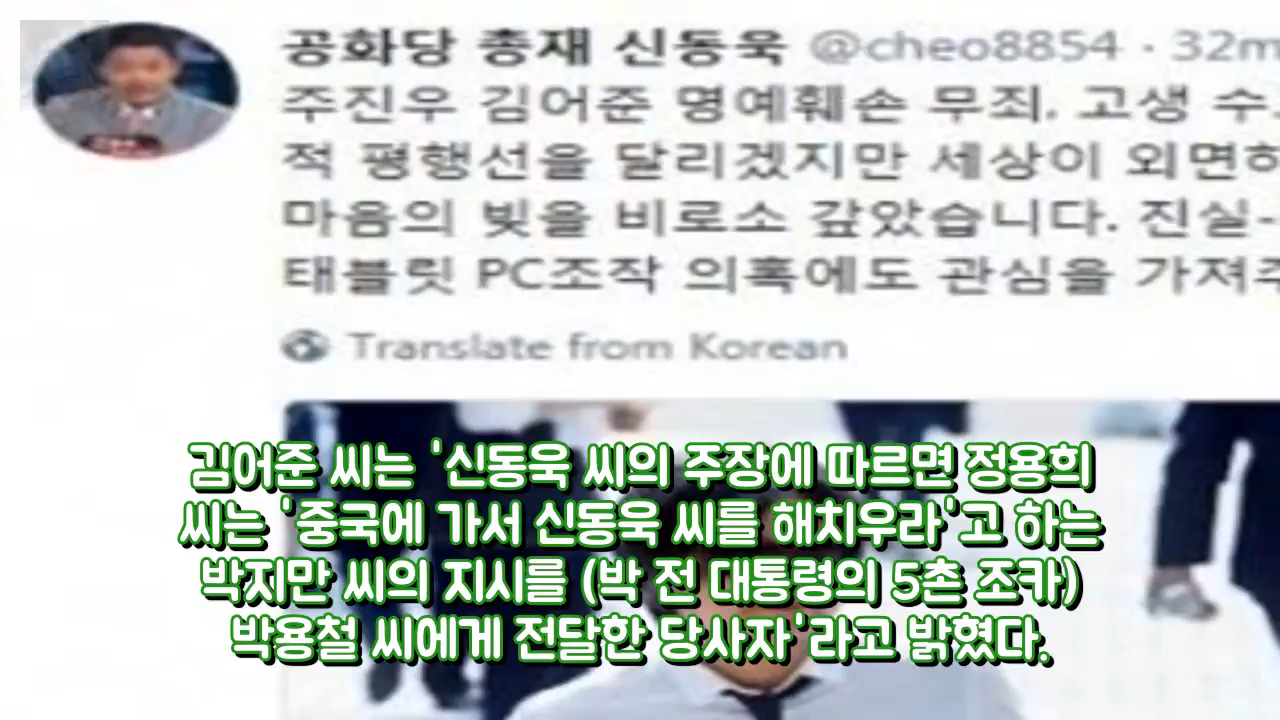 공화당 총재 신동욱 @cheo8854 · 32m
주진우 김어준 명예훼손 무죄. 고생 수
적 평행선을 달리겠지만 세상이 외면하
마음의 빚을 비로소 갚았습니다. 진실-
태블릿 PC조작 의혹에도 관심을 가져주
Translate from Korean
김어준 씨는 '신동욱 씨의 주장에 따르면 정용희
씨는 '중국에 가서 신동욱 씨를 해치우라'고 하는
박지만 씨의 지시를 (박 전 대통령의 5촌 조카)
박용철 씨에게 전달한 당사자'라고 밝혔다.